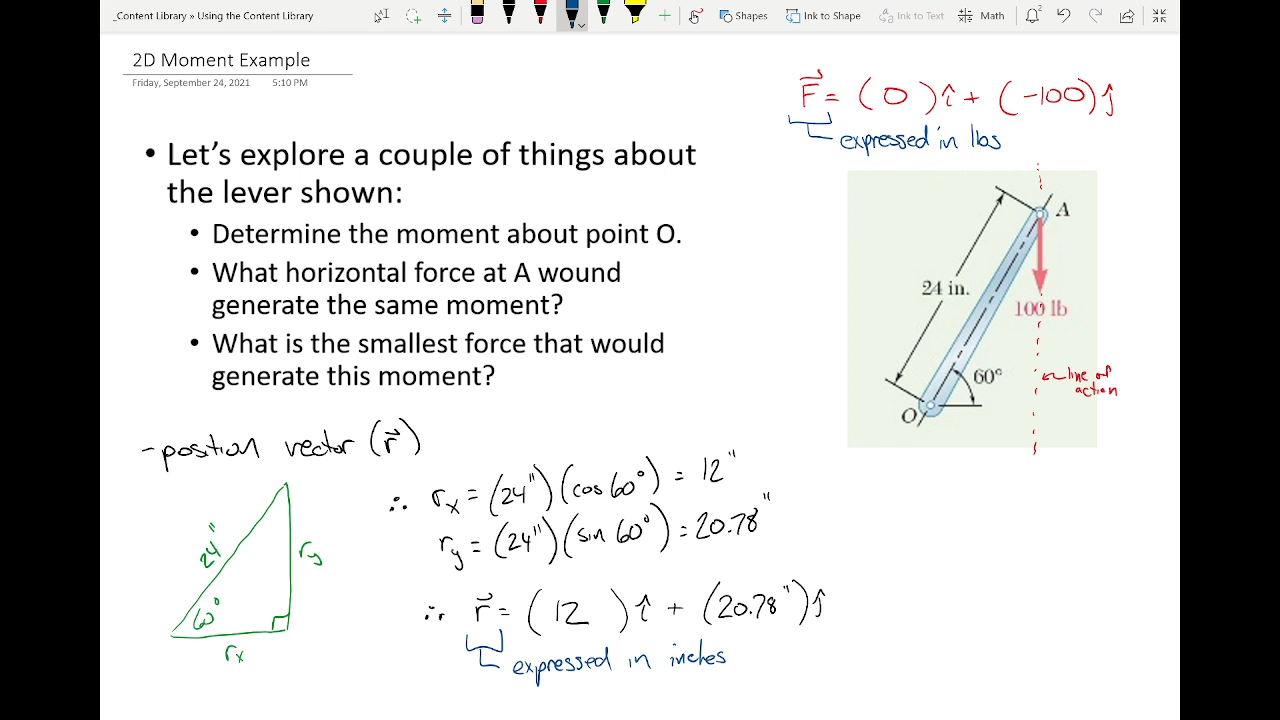 _Content Library » Using the Content Library
Shapes
Ink to Shape
Ink to Text
Math
2
2D Moment Example
Friday, September 24, 2021 5:10 PM
F⃗ = (0)î + (-100)ĵ
expressed in lbs
• Let's explore a couple of things about
the lever shown:
• Determine the moment about point O.
• What horizontal force at A wound
generate the same moment?
• What is the smallest force that would
generate this moment?
A
24 in.
100 lb
60°
O
line of
action
-position vector (r⃗)
24"
60°
ry
rx
∴ rx = (24")(cos 60°) = 12"
ry = (24")(sin 60°) = 20.78"
∴ r⃗ = (12 )î + (20.78")ĵ
expressed in inches